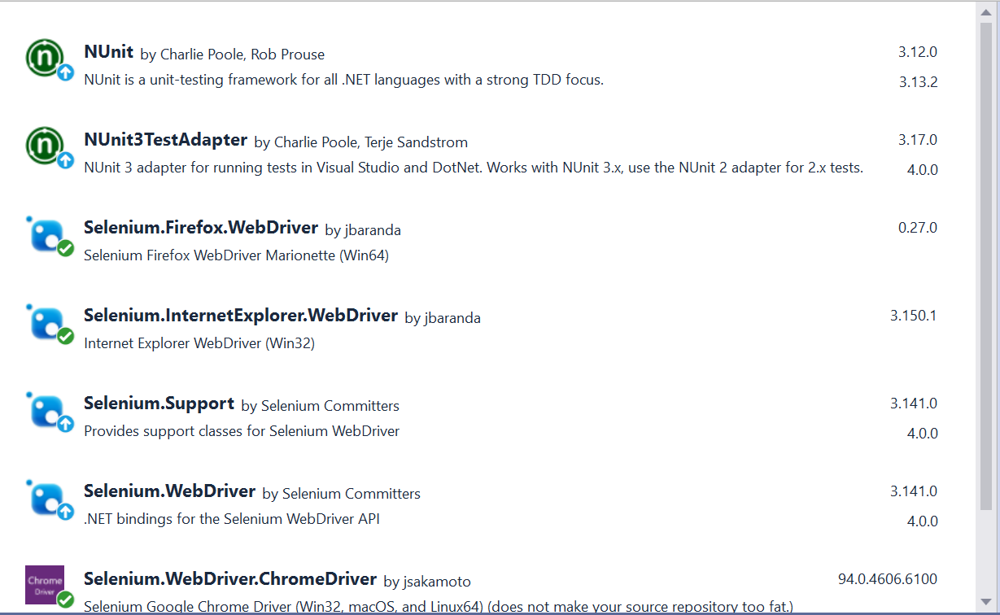 NUnit by Charlie Poole, Rob Prouse 3.12.0
NUnit is a unit-testing framework for all .NET languages with a strong TDD focus. 3.13.2
NUnit3TestAdapter by Charlie Poole, Terje Sandstrom 3.17.0
NUnit 3 adapter for running tests in Visual Studio and DotNet. Works with NUnit 3.x, use the NUnit 2 adapter for 2.x tests. 4.0.0
Selenium.Firefox.WebDriver by jbaranda 0.27.0
Selenium Firefox WebDriver Marionette (Win64)
Selenium.InternetExplorer.WebDriver by jbaranda 3.150.1
Internet Explorer WebDriver (Win32)
Selenium.Support by Selenium Committers 3.141.0
Provides support classes for Selenium WebDriver 4.0.0
Selenium.WebDriver by Selenium Committers 3.141.0
.NET bindings for the Selenium WebDriver API 4.0.0
Chrome
Driver
Selenium.WebDriver.ChromeDriver by jsakamoto 94.0.4606.6100
Selenium Google Chrome Driver (Win32, macOS, and Linux64) (does not make your source repository too fat.)